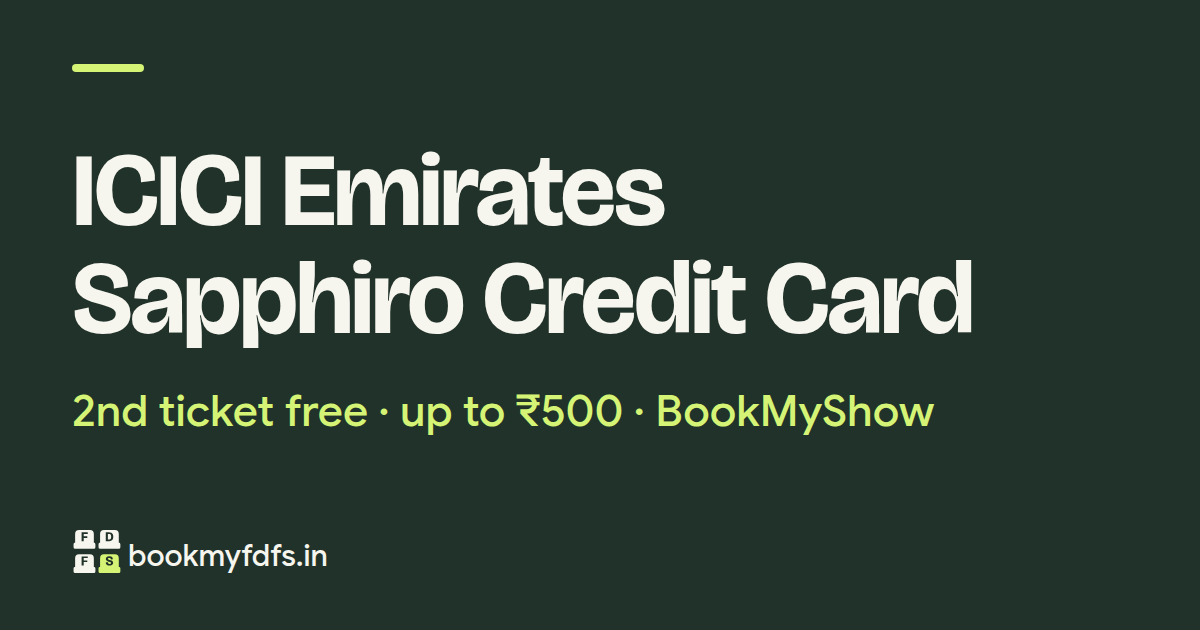 ICICI Emirates
Sapphiro Credit Card
2nd ticket free · up to ₹500 · BookMyShow
F D
F S
bookmyfdfs.in